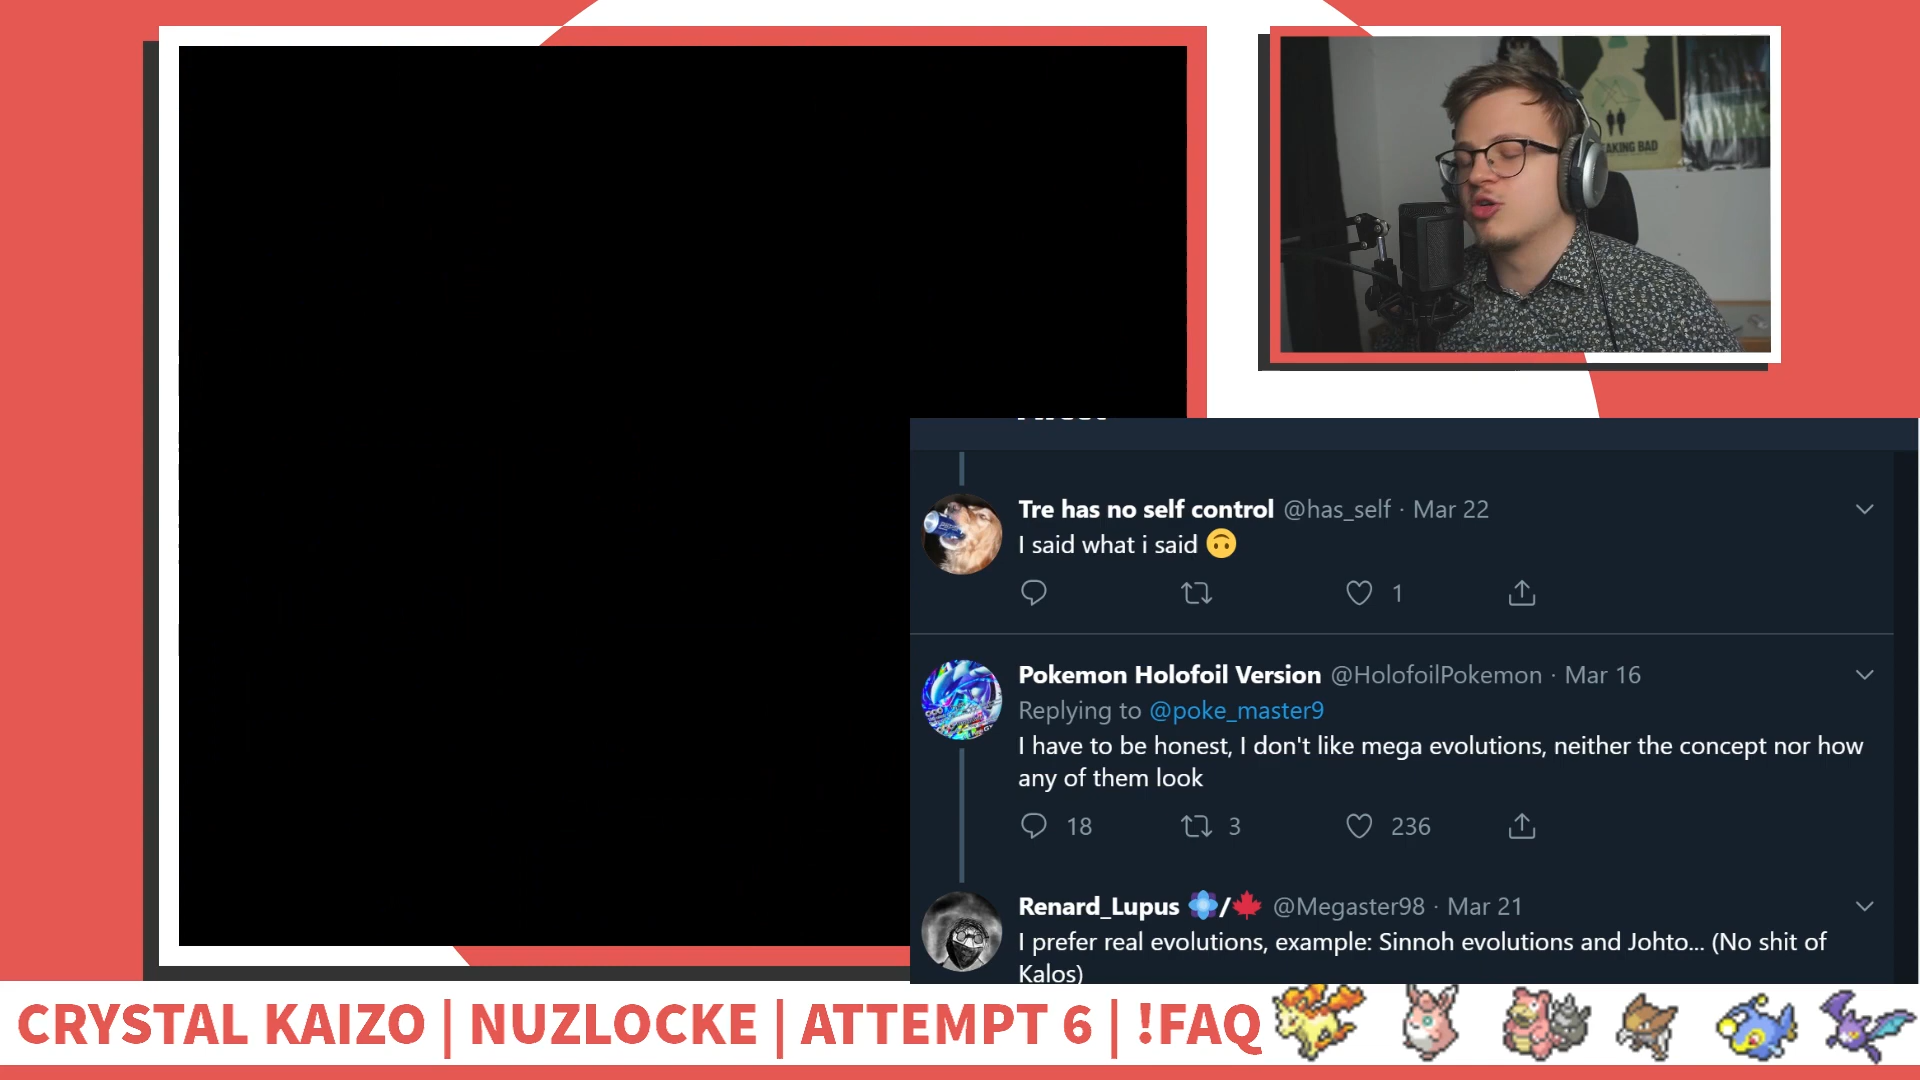 AKING BAD
Tre has no self control @has_self · Mar 22
I said what i said 🙃
1
Pokemon Holofoil Version @HolofoilPokemon · Mar 16
Replying to @poke_master9
I have to be honest, I don't like mega evolutions, neither the concept nor how
any of them look
18 3 236
Renard_Lupus ⚛/🍁 @Megaster98 · Mar 21
I prefer real evolutions, example: Sinnoh evolutions and Johto... (No shit of
Kalos)
CRYSTAL KAIZO | NUZLOCKE | ATTEMPT 6 | !FAQ